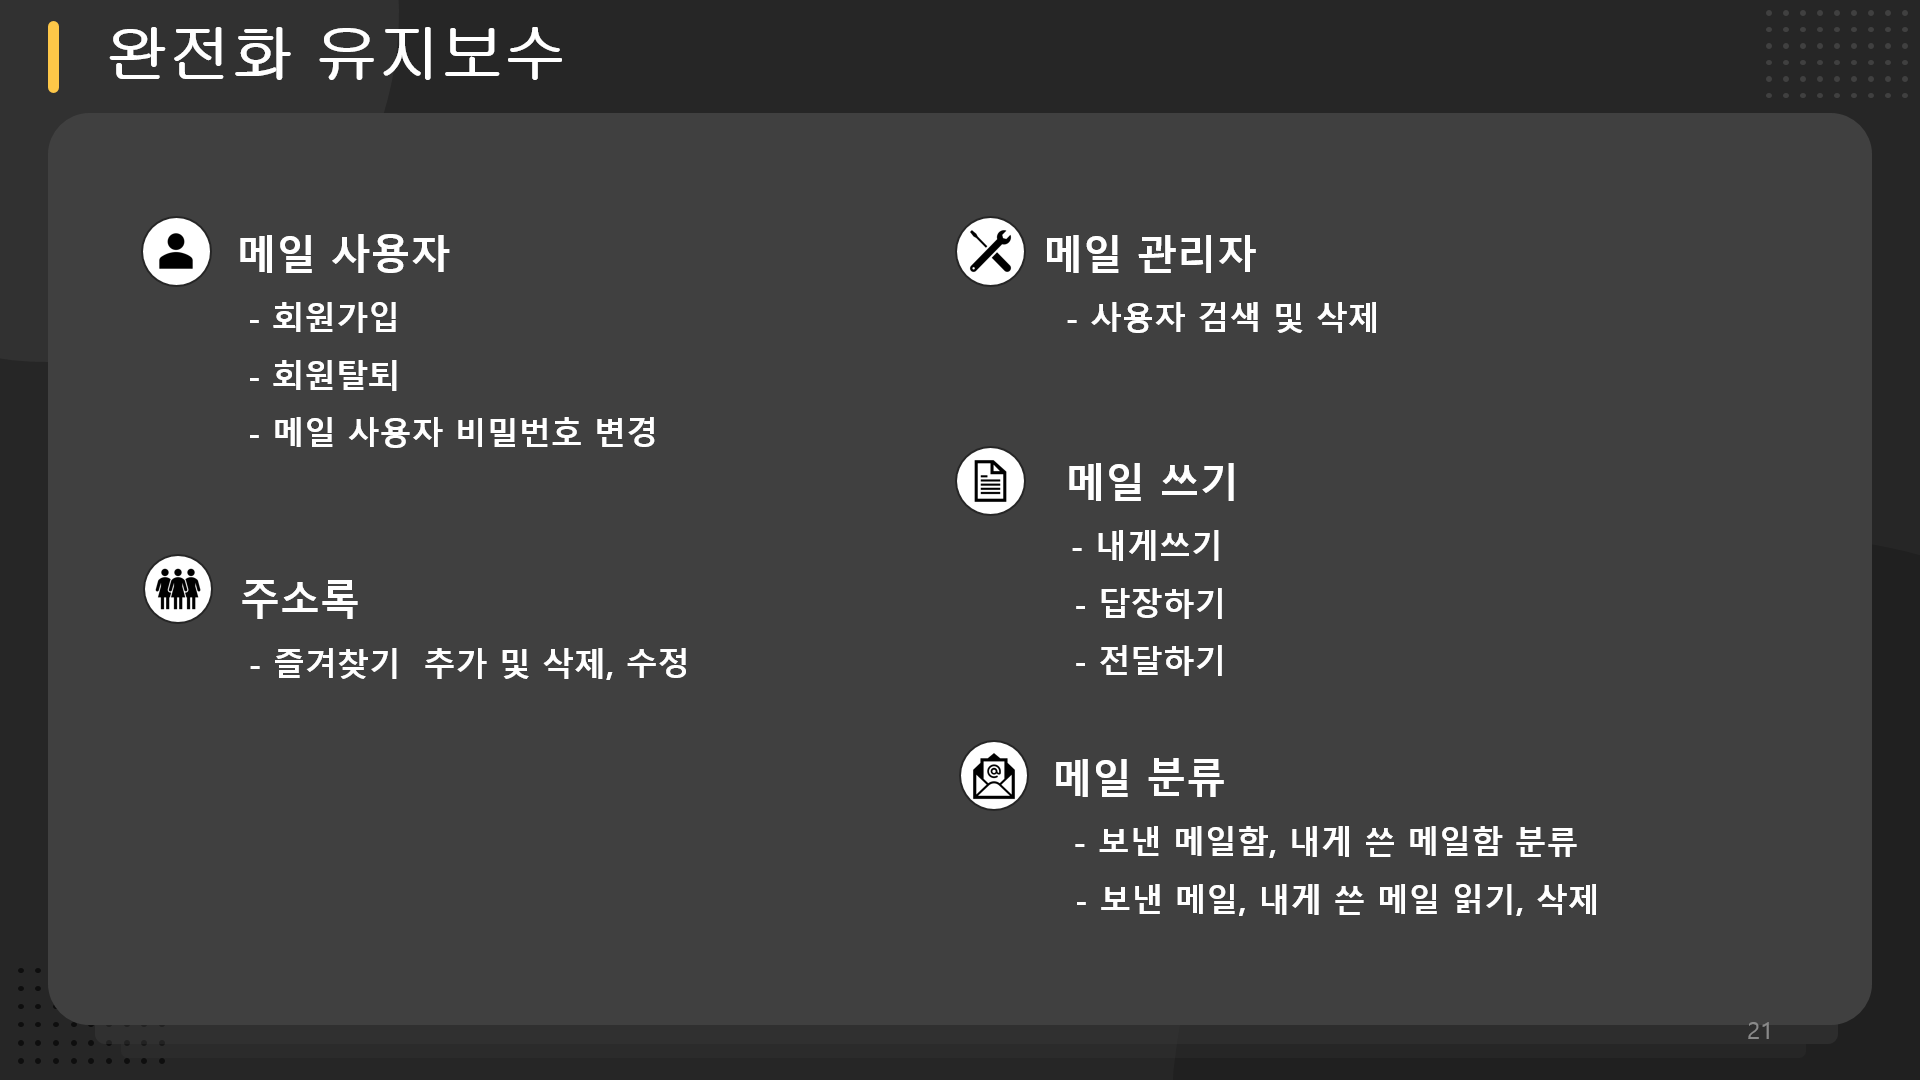 완전화 유지보수
메일 사용자
- 회원가입
- 회원탈퇴
- 메일 사용자 비밀번호 변경
주소록
- 즐겨찾기  추가 및 삭제, 수정
메일 관리자
- 사용자 검색 및 삭제
메일 쓰기
- 내게쓰기
- 답장하기
- 전달하기
메일 분류
- 보낸 메일함, 내게 쓴 메일함 분류
- 보낸 메일, 내게 쓴 메일 읽기, 삭제
21